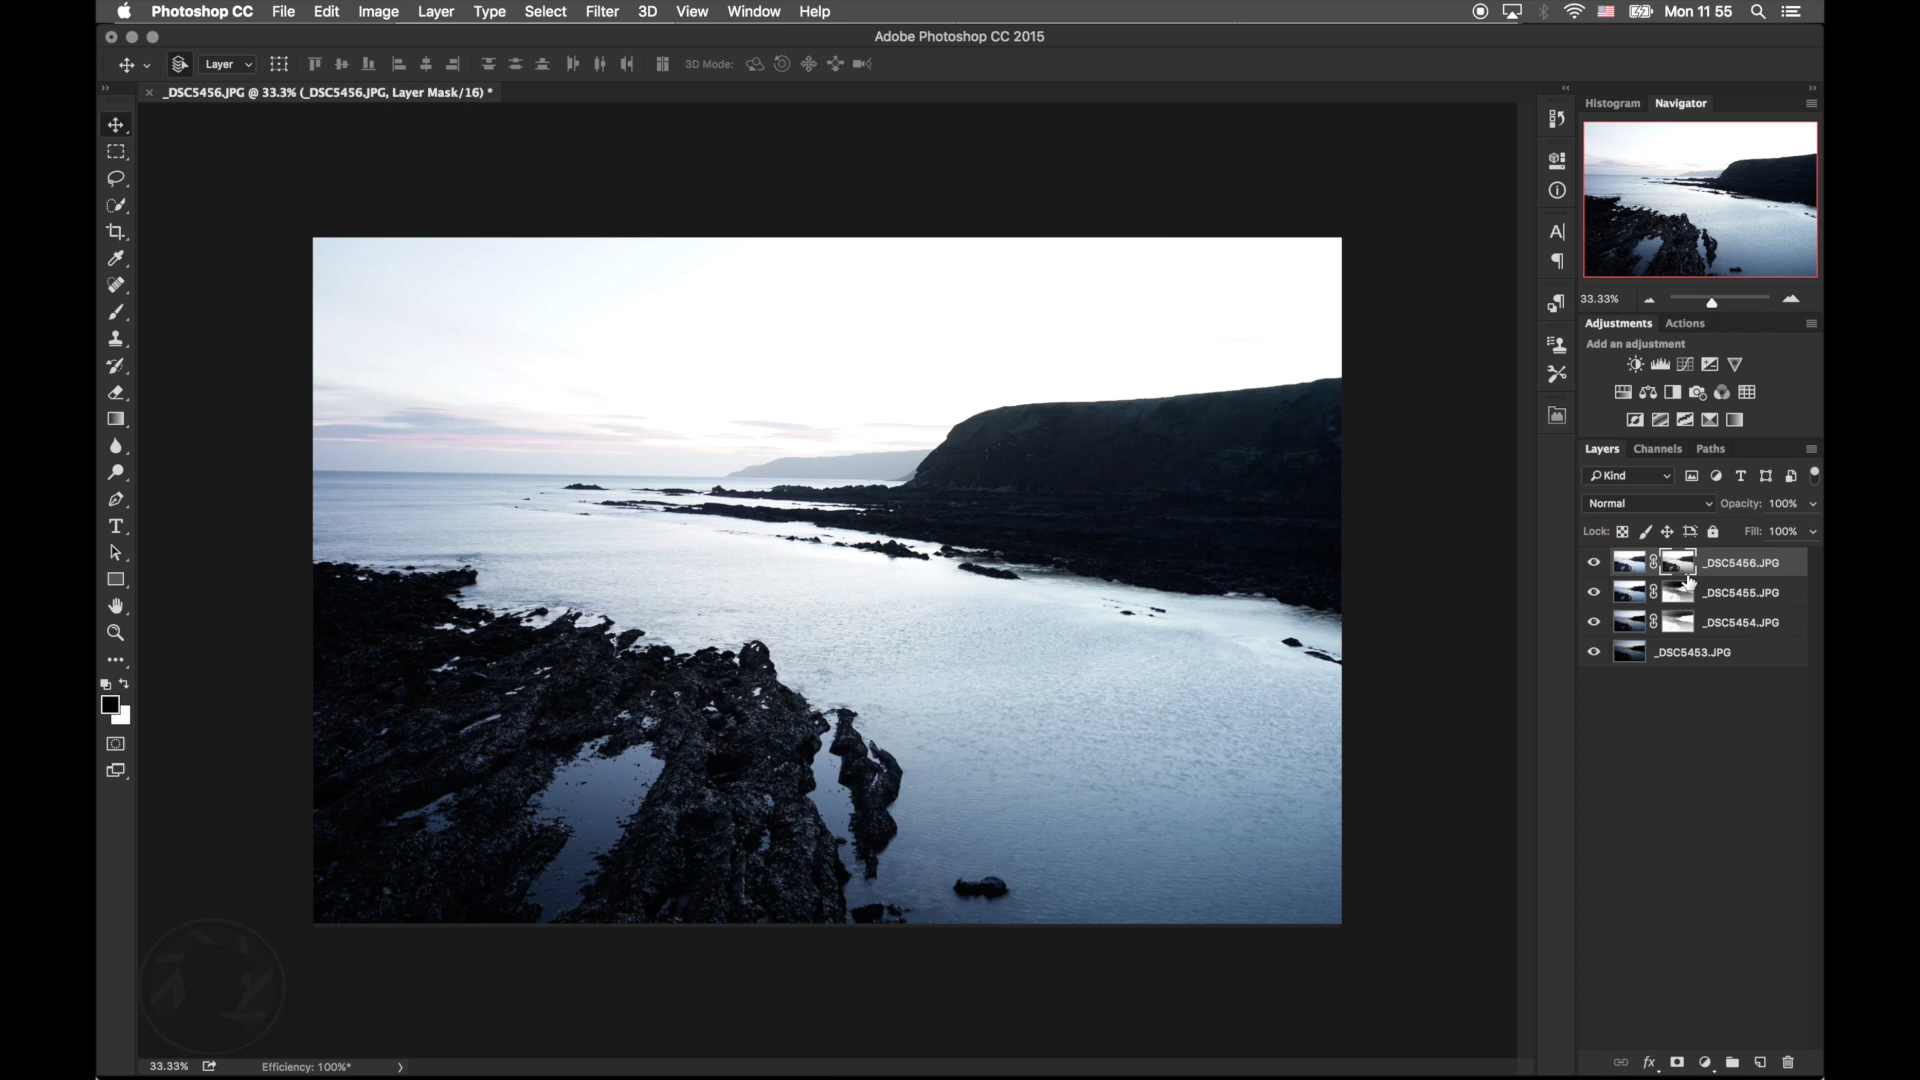 Photoshop CC File Edit Image Layer Type Select Filter 3D View Window Help Mon 11 55
Adobe Photoshop CC 2015
Layer 3D Mode:
_DSC5456.JPG @ 33.3% (_DSC5456.JPG, Layer Mask/16) *
Histogram Navigator
33.33%
Adjustments Actions
Add an adjustment
Layers Channels Paths
Kind
Normal Opacity: 100%
Lock: Fill: 100%
_DSC5456.JPG
_DSC5455.JPG
_DSC5454.JPG
_DSC5453.JPG
33.33% Efficiency: 100%*